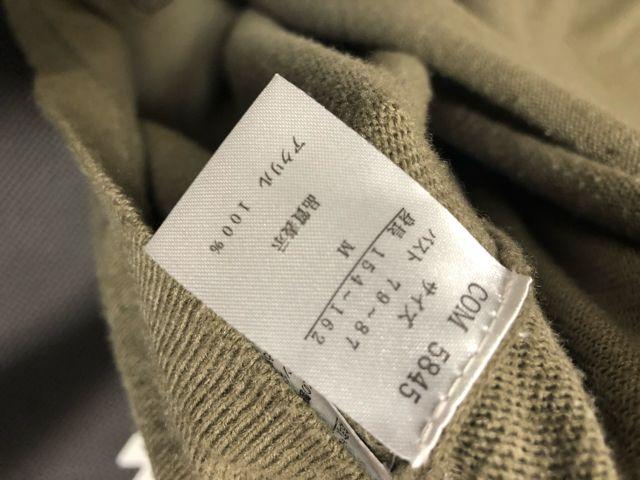 COM 5845
サイズ
バスト 79~87
身長 154~162
M
品質表示
アクリル 100%